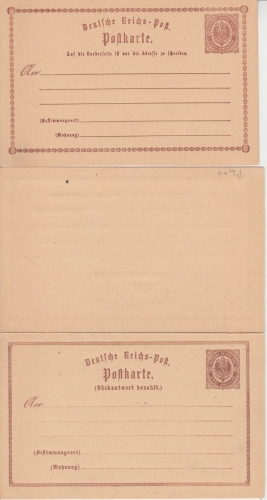 Deutsche Reichs-Post.
Postkarte.
Auf die Vorderseite ist nur die Adresse zu schreiben.
An
(Bestimmungsort)
(Wohnung)
Deutsche Reichs-Post.
Postkarte.
(Rückantwort bezahlt.)
An
(Bestimmungsort)
(Wohnung)